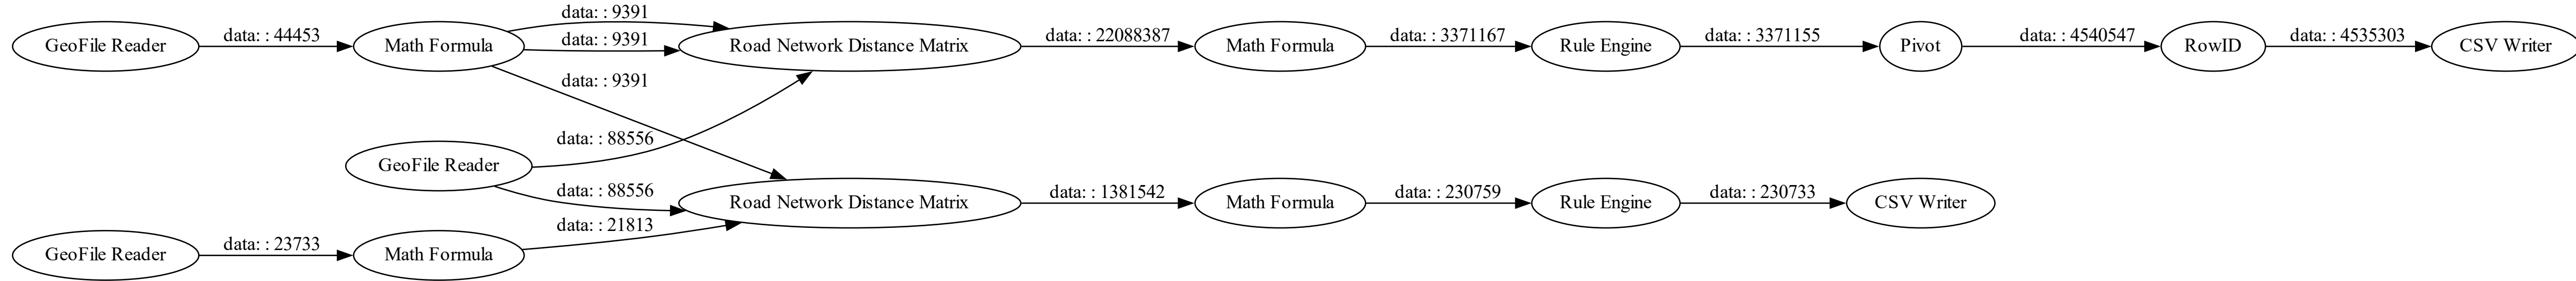 GeoFile Reader
data: : 44453
Math Formula
data: : 9391
data: : 9391
data: : 9391
Road Network Distance Matrix
data: : 22088387
Math Formula
data: : 3371167
Rule Engine
data: : 3371155
Pivot
data: : 4540547
RowID
data: : 4535303
CSV Writer
GeoFile Reader
data: : 88556
data: : 88556
Road Network Distance Matrix
data: : 1381542
Math Formula
data: : 230759
Rule Engine
data: : 230733
CSV Writer
GeoFile Reader
data: : 23733
Math Formula
data: : 21813